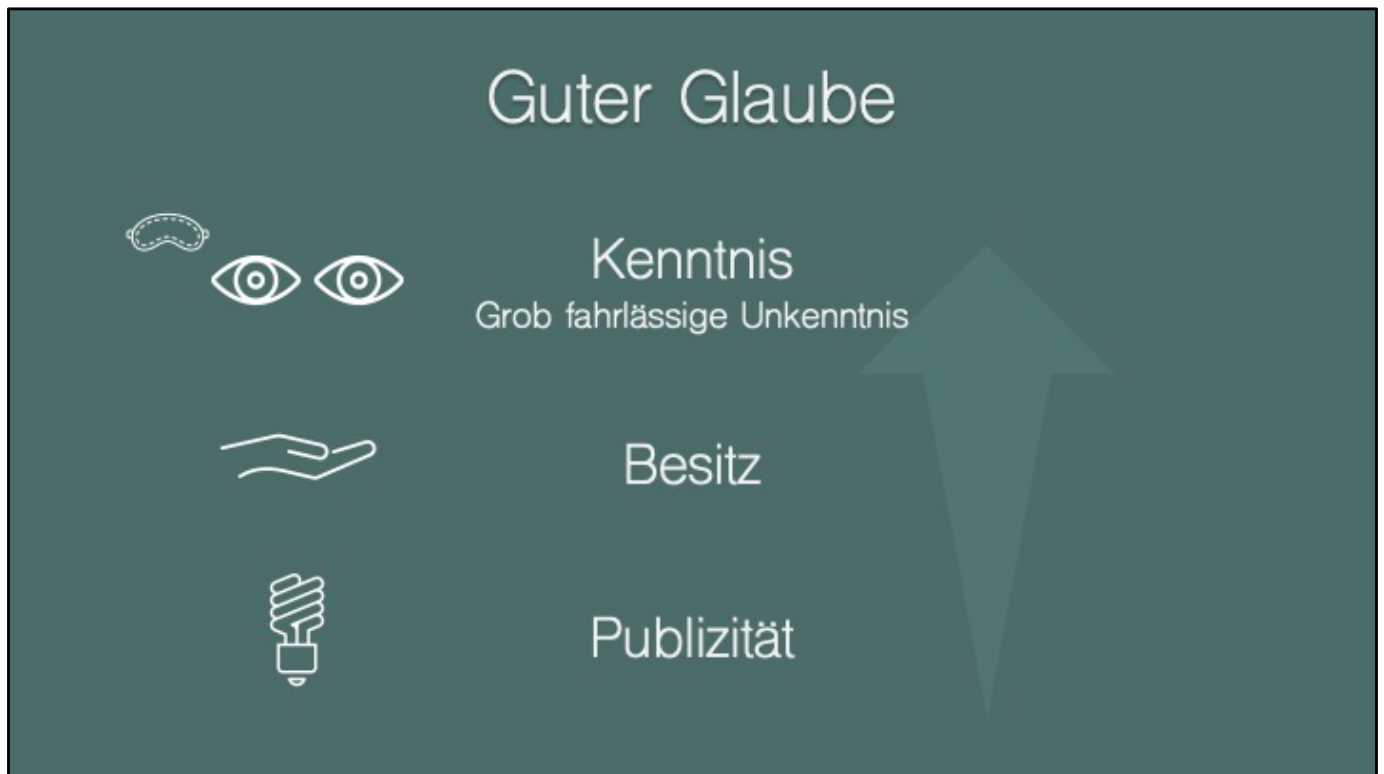 Guter Glaube
Kenntnis
Grob fahrlässige Unkenntnis
Besitz
Publizität